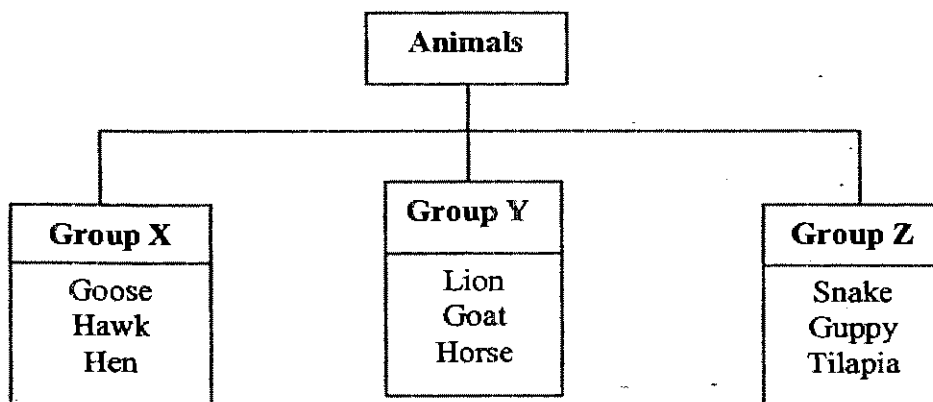 Animals
Group X
Goose
Hawk
Hen
Group Y
Lion
Goat
Horse
Group Z
Snake
Guppy
Tilapia